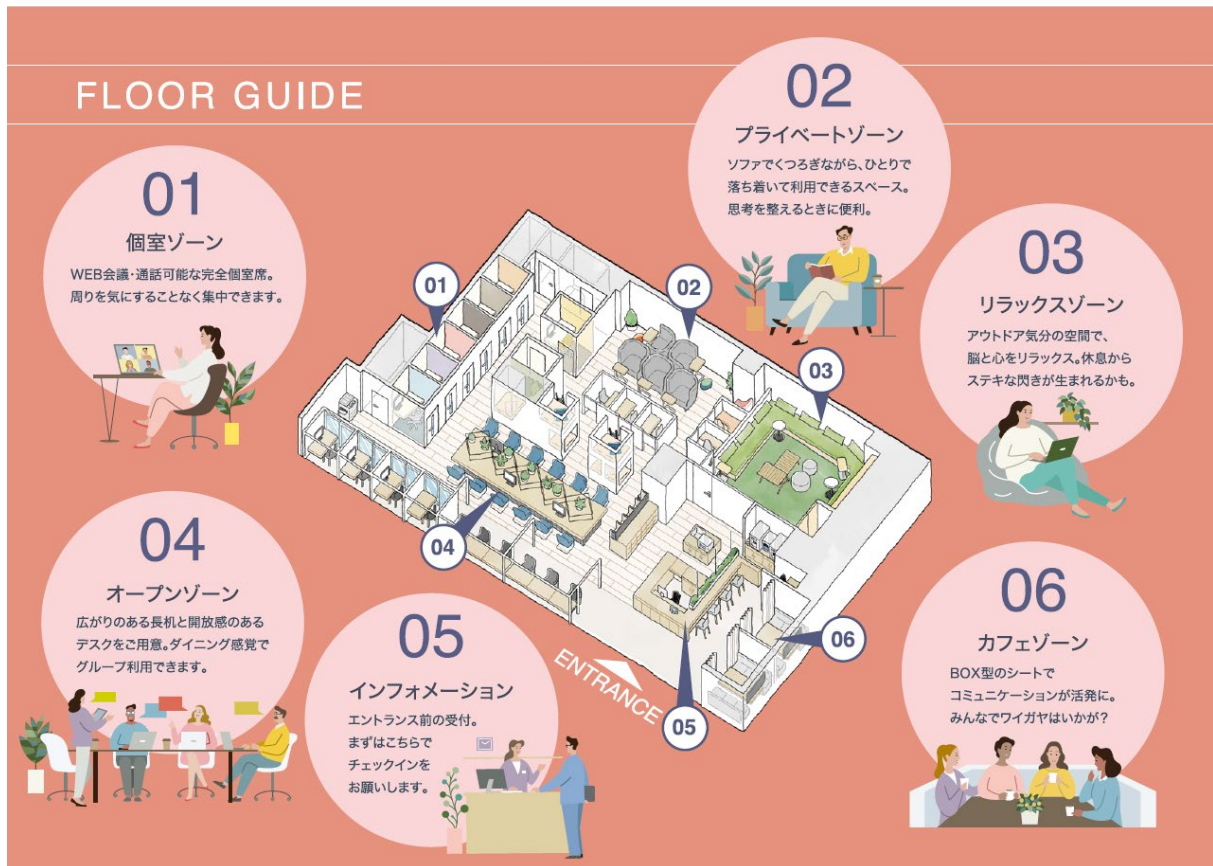 FLOOR GUIDE
01
個室ゾーン
WEB会議・通話可能な完全個室席。
周りを気にすることなく集中できます。
02
プライベートゾーン
ソファでくつろぎながら、ひとりで
落ち着いて利用できるスペース。
思考を整えるときに便利。
03
リラックスゾーン
アウトドア気分の空間で、
脳と心をリラックス。休息から
ステキな閃きが生まれるかも。
04
オープンゾーン
広がりのある長机と開放感のある
デスクをご用意。ダイニング感覚で
グループ利用できます。
05
インフォメーション
エントランス前の受付。
まずはこちらで
チェックインを
お願いします。
06
カフェゾーン
BOX型のシートで
コミュニケーションが活発に。
みんなでワイガヤはいかが？
01
02
03
04
05
06
ENTRANCE